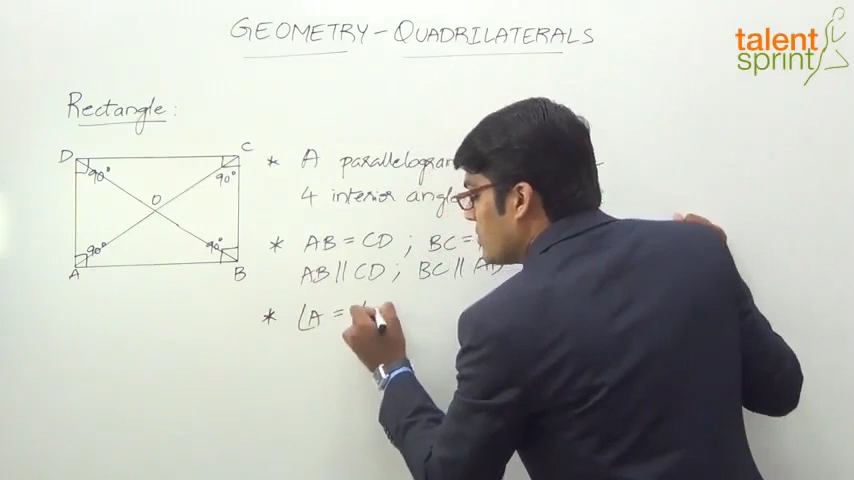 GEOMETRY - QUADRILATERALS
talent
sprint
Rectangle:
D
C
90°
90°
O
90°
90°
A
B
* A parallelogram
4 interior angle
* AB = CD ; BC =
AB || CD ; BC || AD
* ∠A =